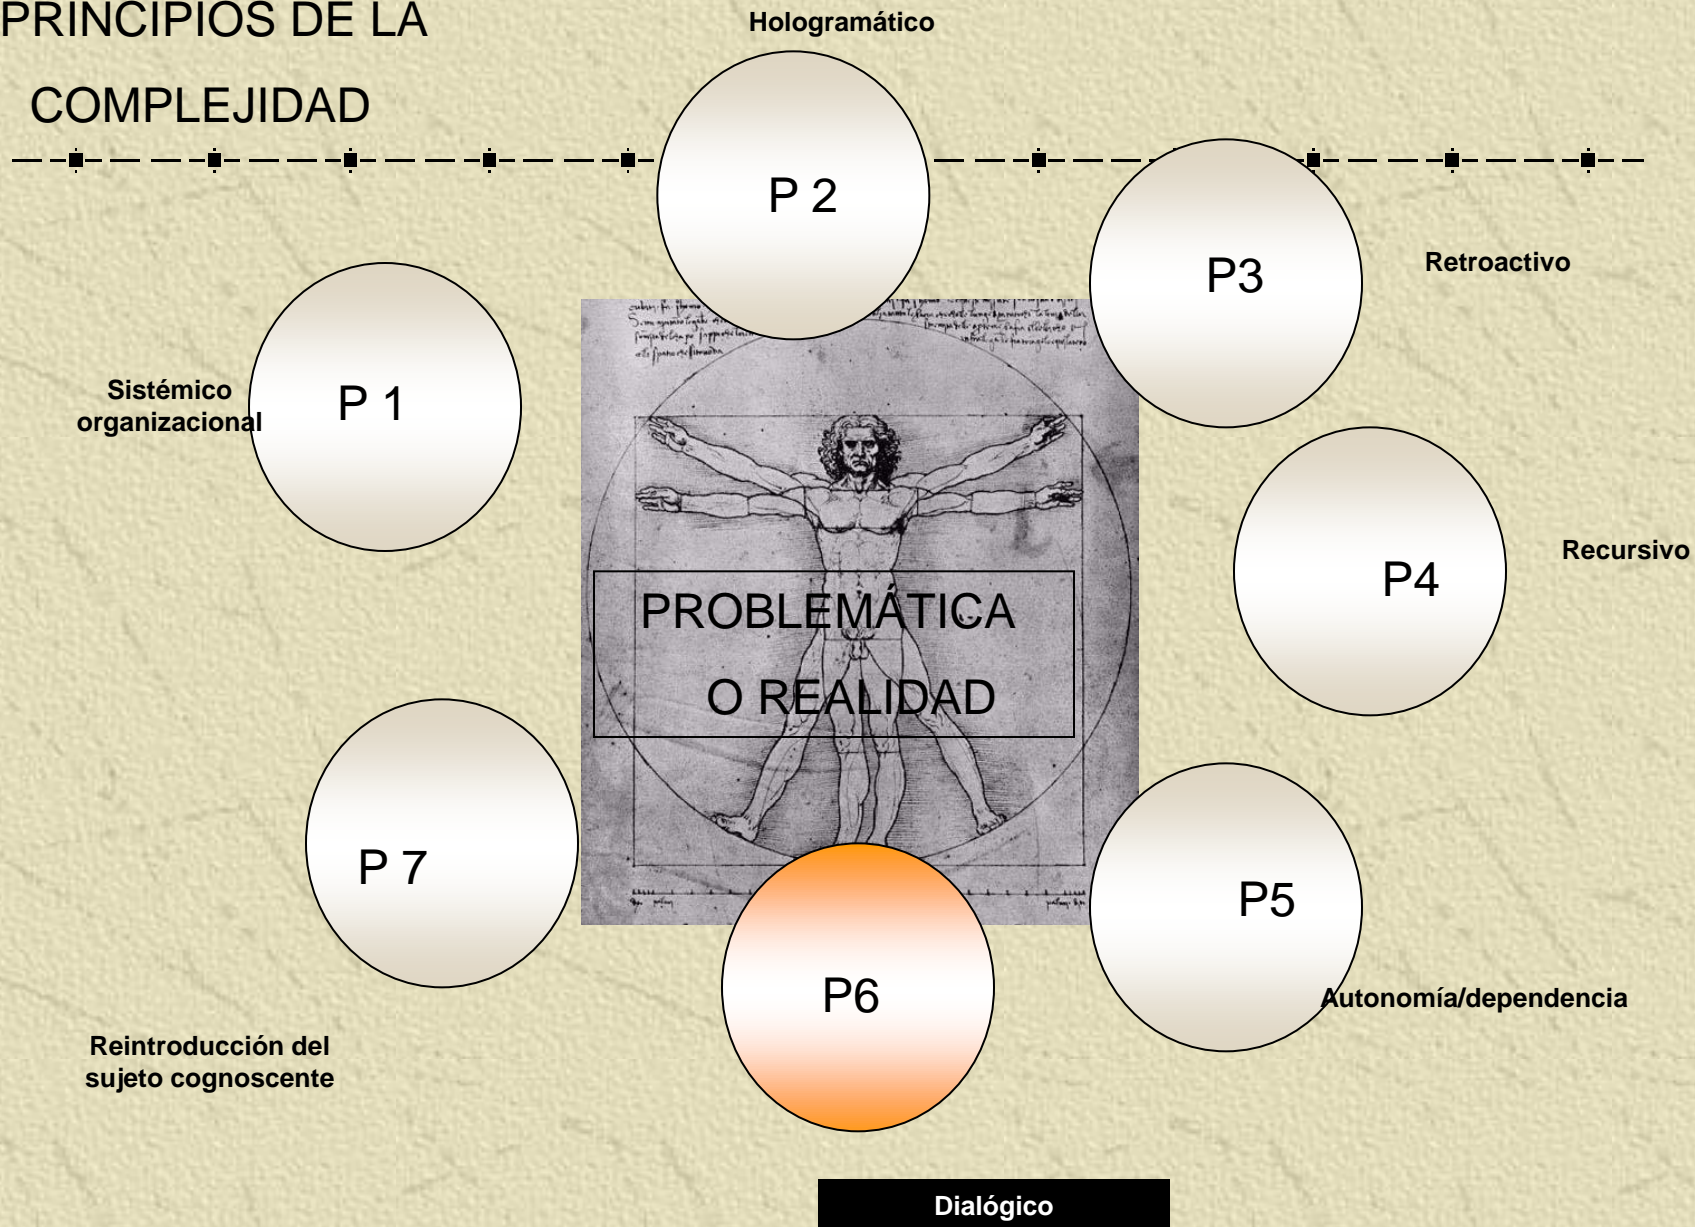 PRINCIPIOS DE LA
COMPLEJIDAD
Hologramático
P 2
P3
Retroactivo
Sistémico
organizacional
P 1
P4
Recursivo
PROBLEMÁTICA
O REALIDAD
P 7
P5
Autonomía/dependencia
P6
Reintroducción del
sujeto cognoscente
Dialógico